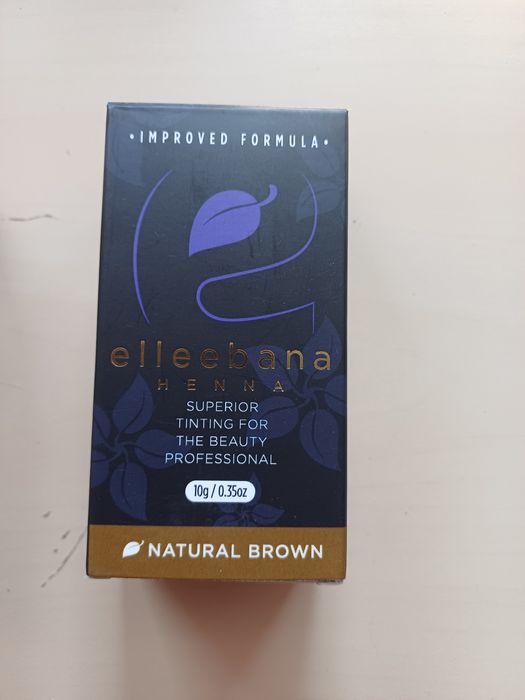 •IMPROVED FORMULA•
elleebana
HENNA
SUPERIOR
TINTING FOR
THE BEAUTY
PROFESSIONAL
10g / 0.35oz
NATURAL BROWN